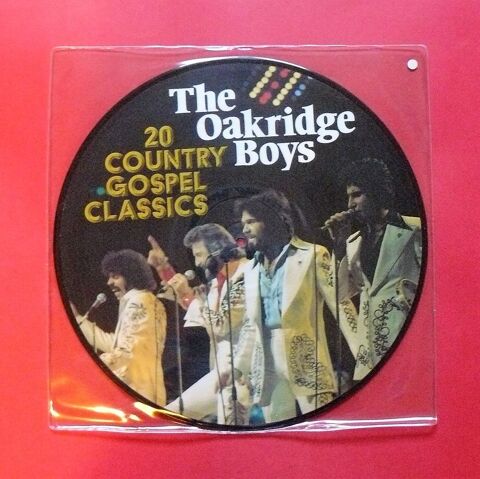 The
Oakridge
Boys
20
COUNTRY
GOSPEL
CLASSICS